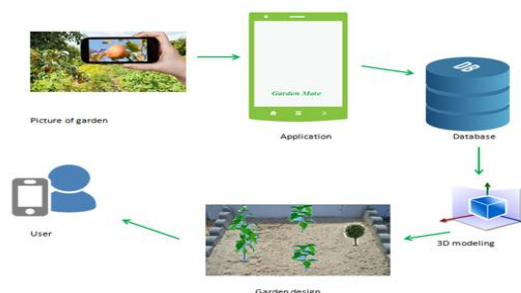 Garden Mate
DB
Picture of garden
Application
Database
User
3D modeling
Garden design